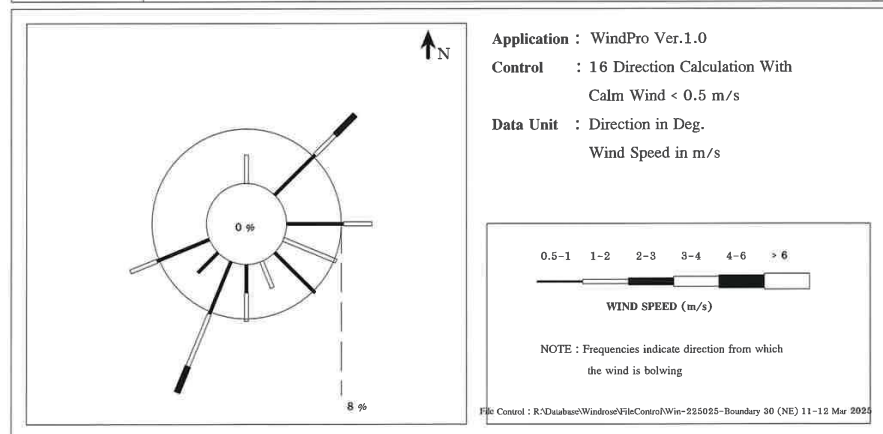 N
Application : WindPro Ver.1.0
Control : 16 Direction Calculation With
Calm Wind < 0.5 m/s
Data Unit : Direction in Deg.
Wind Speed in m/s
0 %
8 %
0.5-1 1-2 2-3 3-4 4-6 > 6
WIND SPEED (m/s)
NOTE : Frequencies indicate direction from which
the wind is bolwing
File Control : R:\Database\Windrose\FileControl\Win-225025-Boundary 30 (NE) 11-12 Mar 2025